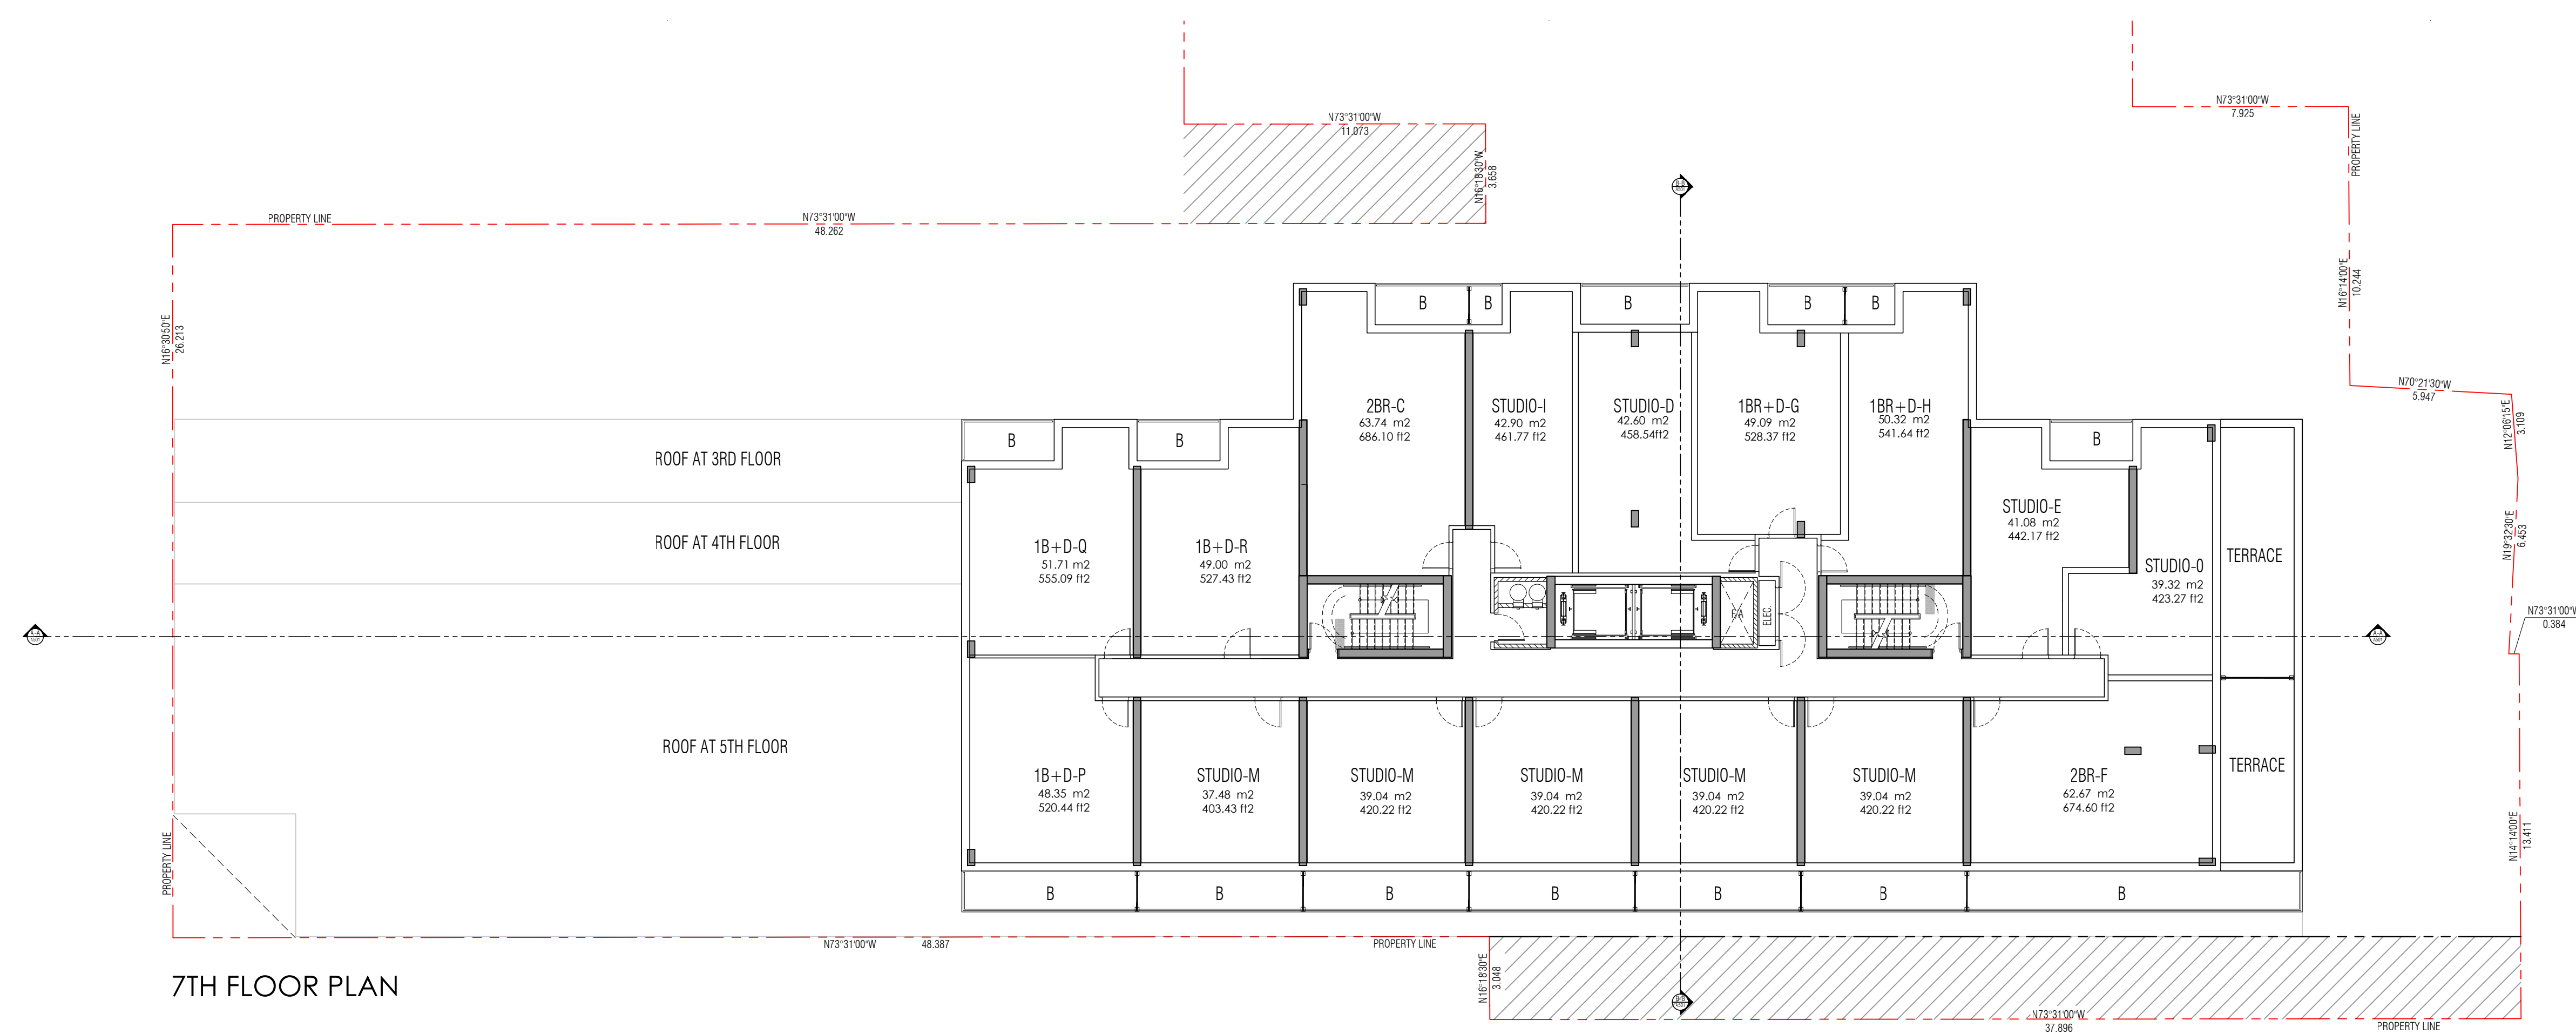 N73°31'00"W
11.073
N16°18'30"W
3.658
N73°31'00"W
7.925
PROPERTY LINE
PROPERTY LINE
N73°31'00"W
48.262
N16°14'00"E
10.244
N16°30'50"E
26.213
N70°21'30"W
5.947
N12°06'15"E
3.109
N19°32'30"E
6.453
N73°31'00"W
0.384
N14°14'00"E
13.411
B
B
B
B
B
2BR-C
63.74 m2
686.10 ft2
STUDIO-I
42.90 m2
461.77 ft2
STUDIO-D
42.60 m2
458.54ft2
1BR+D-G
49.09 m2
528.37 ft2
1BR+D-H
50.32 m2
541.64 ft2
B
B
B
ROOF AT 3RD FLOOR
ROOF AT 4TH FLOOR
ROOF AT 5TH FLOOR
1B+D-Q
51.71 m2
555.09 ft2
1B+D-R
49.00 m2
527.43 ft2
STUDIO-E
41.08 m2
442.17 ft2
STUDIO-0
39.32 m2
423.27 ft2
TERRACE
F/A
ELEC.
A-A
A-A
B-B
B-B
1B+D-P
48.35 m2
520.44 ft2
STUDIO-M
37.48 m2
403.43 ft2
STUDIO-M
39.04 m2
420.22 ft2
STUDIO-M
39.04 m2
420.22 ft2
STUDIO-M
39.04 m2
420.22 ft2
STUDIO-M
39.04 m2
420.22 ft2
2BR-F
62.67 m2
674.60 ft2
TERRACE
B
B
B
B
B
B
B
PROPERTY LINE
N73°31'00"W 48.387
PROPERTY LINE
N16°18'30"E
3.048
N73°31'00"W
37.896
PROPERTY LINE
7TH FLOOR PLAN